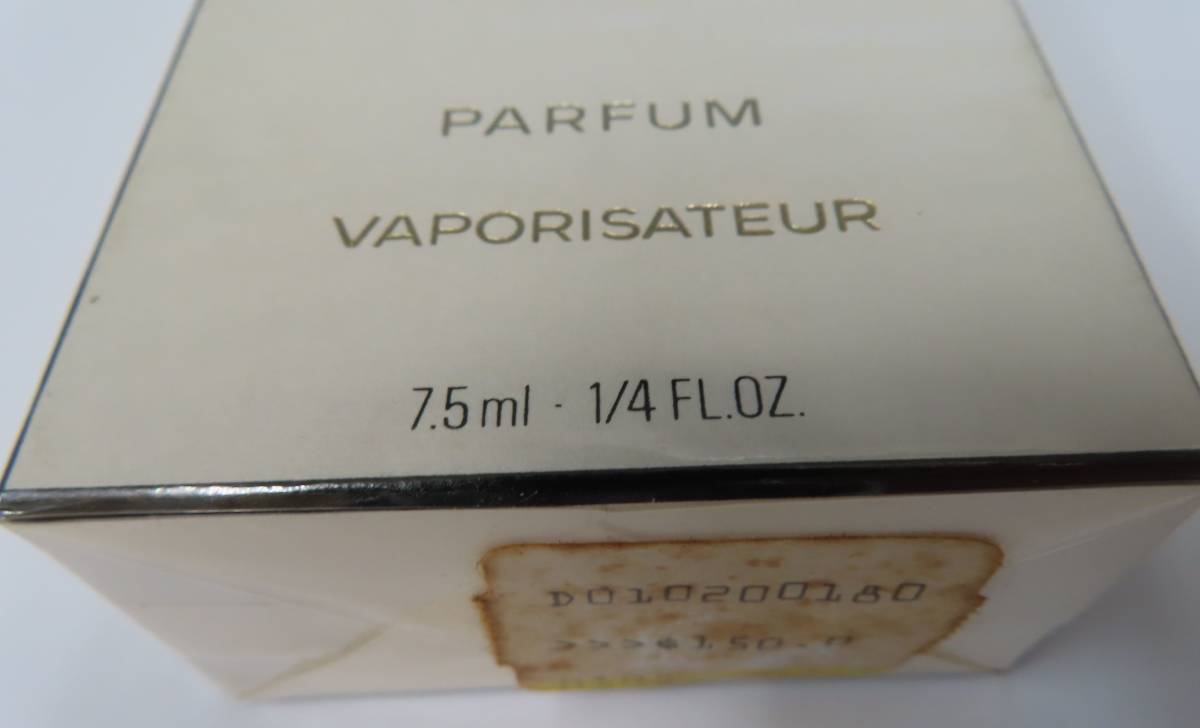 PARFUM
VAPORISATEUR
7.5 ml · 1/4 FL.OZ.
D010200180